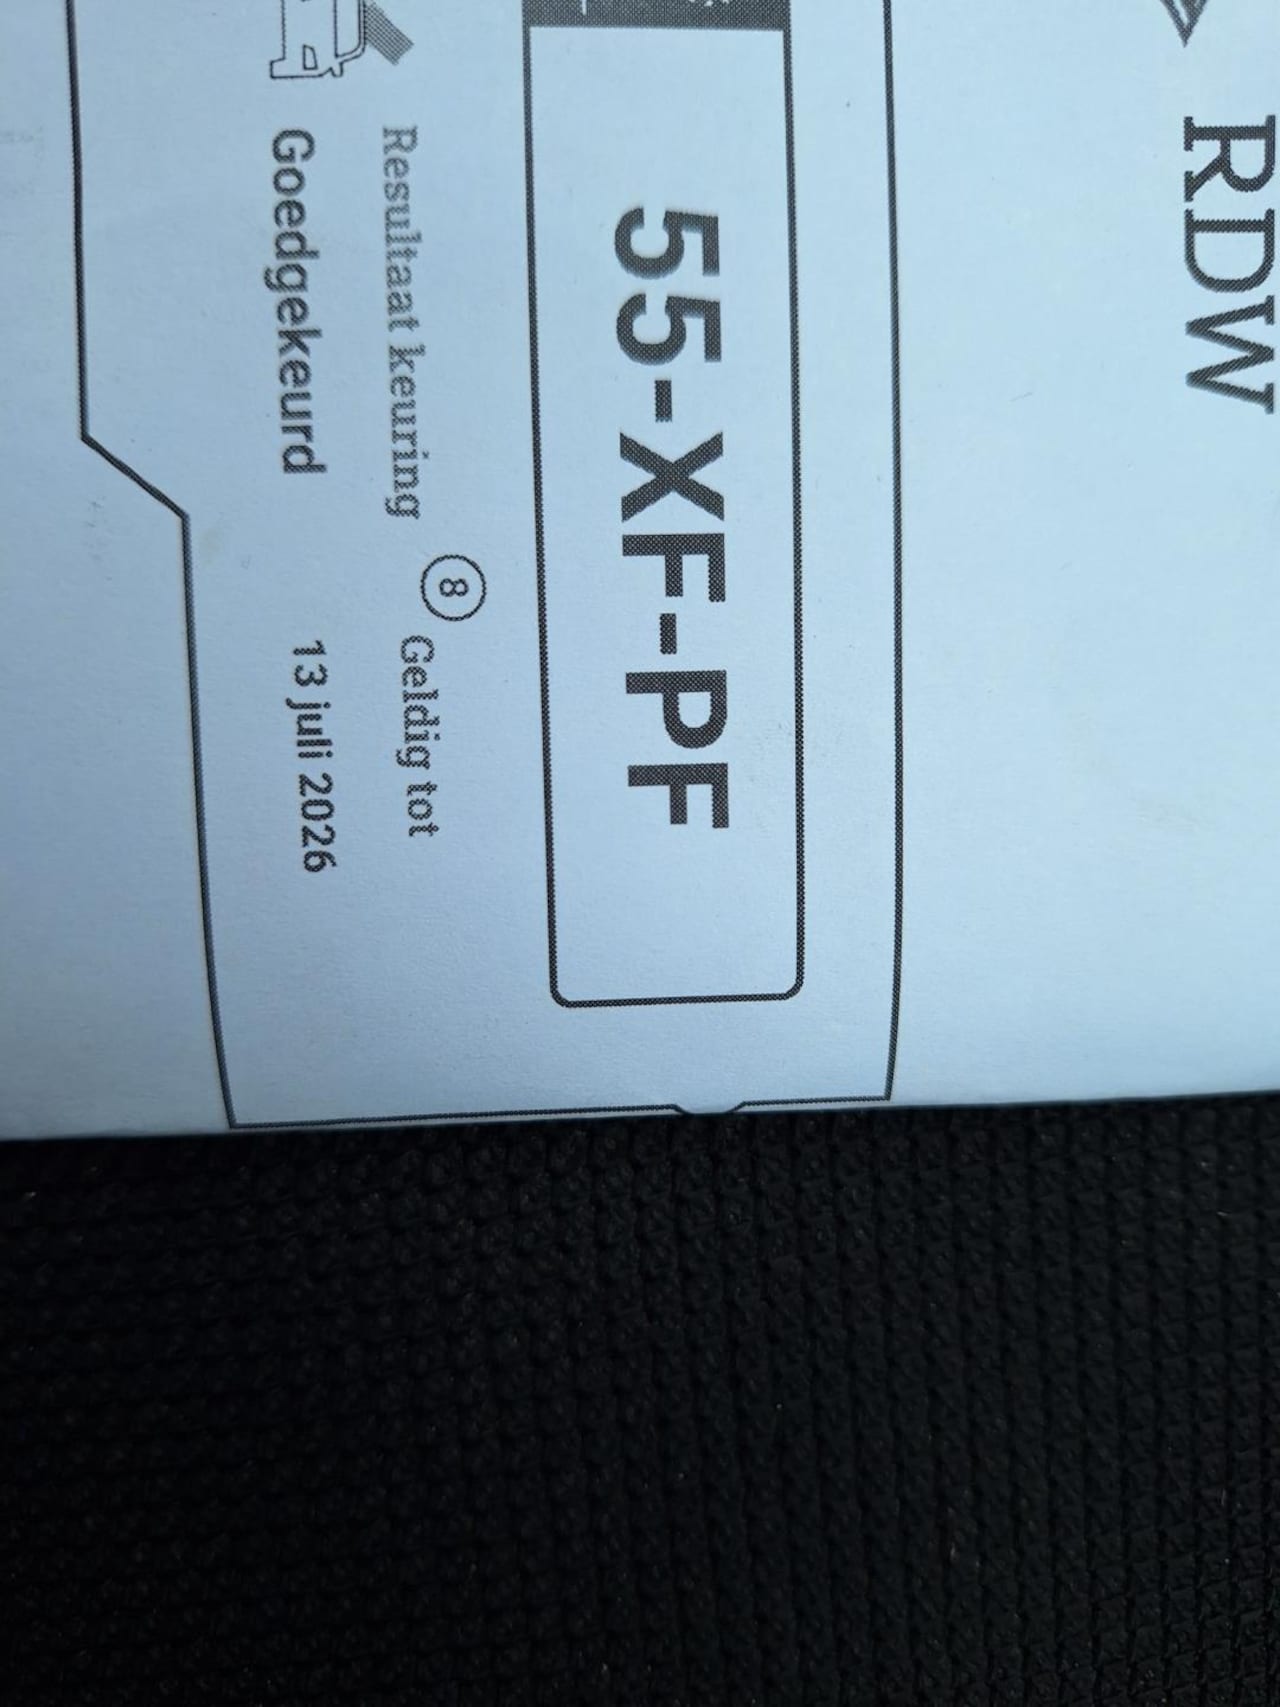 RDW
55-XF-PF
Resultaat keuring
8 Geldig tot
Goedgekeurd
13 juli 2026